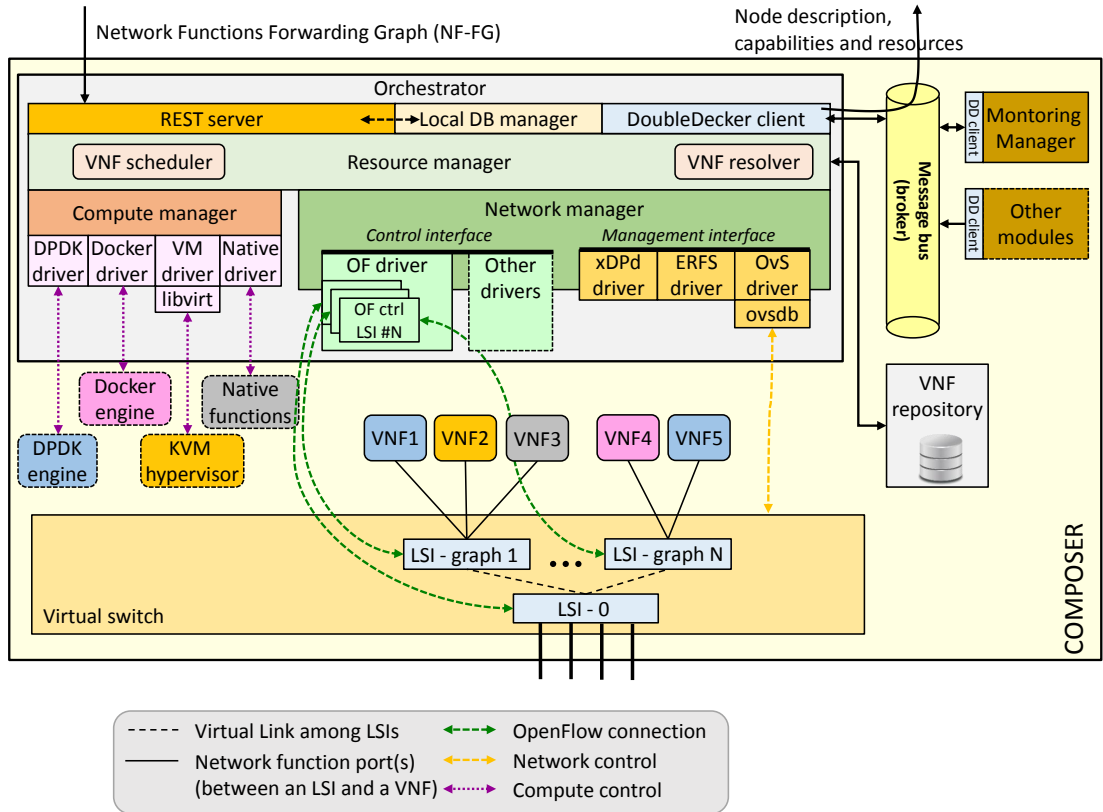 Network Functions Forwarding Graph (NF-FG)
Node description,
capabilities and resources
Orchestrator
REST server
Local DB manager
DoubleDecker client
VNF scheduler
Resource manager
VNF resolver
Compute manager
Network manager
DPDK
driver
Docker
driver
VM
driver
Native
driver
libvirt
Control interface
Management interface
OF driver
OF ctrl
LSI #N
Other
drivers
xDPd
driver
ERFS
driver
OvS
driver
ovsdb
Message bus
(broker)
DD client
Montoring
Manager
DD client
Other
modules
Docker
engine
Native
functions
DPDK
engine
KVM
hypervisor
VNF
repository
VNF1
VNF2
VNF3
VNF4
VNF5
LSI - graph 1
...
LSI - graph N
LSI - 0
Virtual switch
COMPOSER
Virtual Link among LSIs
Network function port(s)
(between an LSI and a VNF)
OpenFlow connection
Network control
Compute control